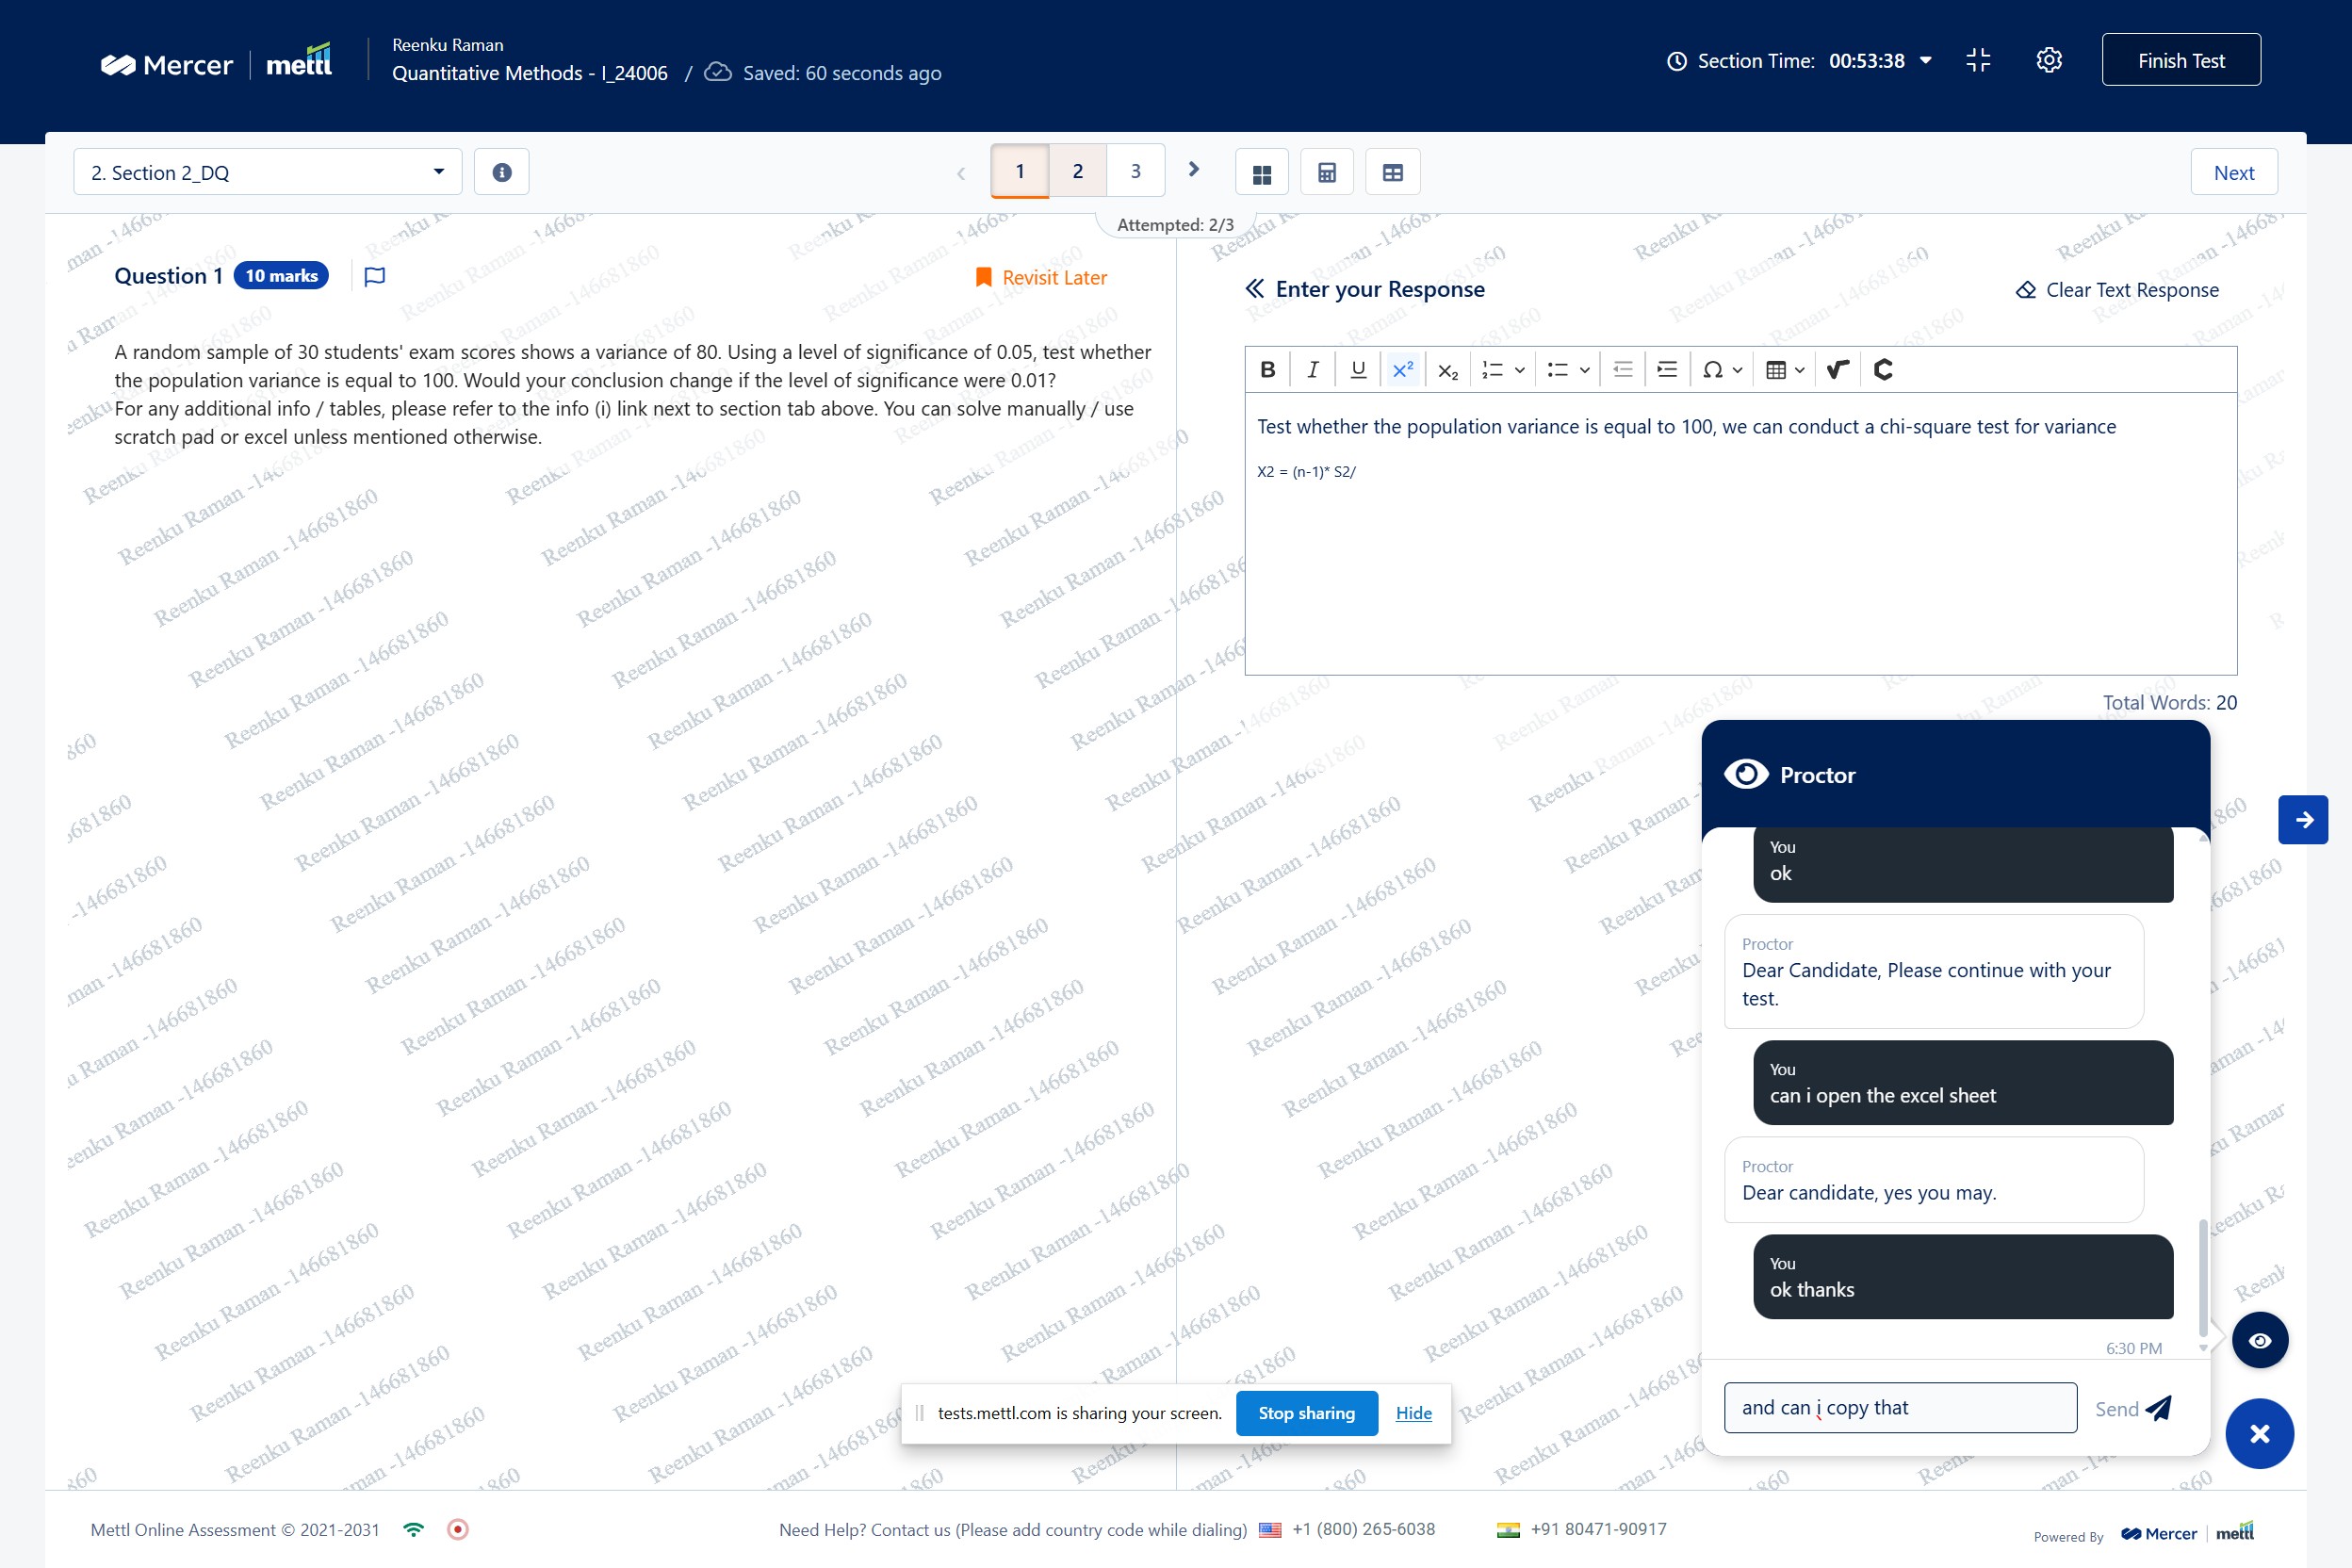 Mercer
mettl
Reenku Raman
Quantitative Methods - I_24006 / Saved: 60 seconds ago
Section Time: 00:53:38
Finish Test
2. Section 2_DQ
1 2 3
Next
Attempted: 2/3
Question 1 10 marks
Revisit Later
A random sample of 30 students' exam scores shows a variance of 80. Using a level of significance of 0.05, test whether
the population variance is equal to 100. Would your conclusion change if the level of significance were 0.01?
For any additional info / tables, please refer to the info (i) link next to section tab above. You can solve manually / use
scratch pad or excel unless mentioned otherwise.
Enter your Response
Clear Text Response
Test whether the population variance is equal to 100, we can conduct a chi-square test for variance
X2 = (n-1)* S2/
Total Words: 20
Proctor
You
ok
Proctor
Dear Candidate, Please continue with your
test.
You
can i open the excel sheet
Proctor
Dear candidate, yes you may.
You
ok thanks
6:30 PM
and can i copy that
Send
tests.mettl.com is sharing your screen.
Stop sharing
Hide
Reenku Raman -146681860
Mettl Online Assessment © 2021-2031
Need Help? Contact us (Please add country code while dialing) +1 (800) 265-6038 +91 80471-90917
Powered By Mercer mettl